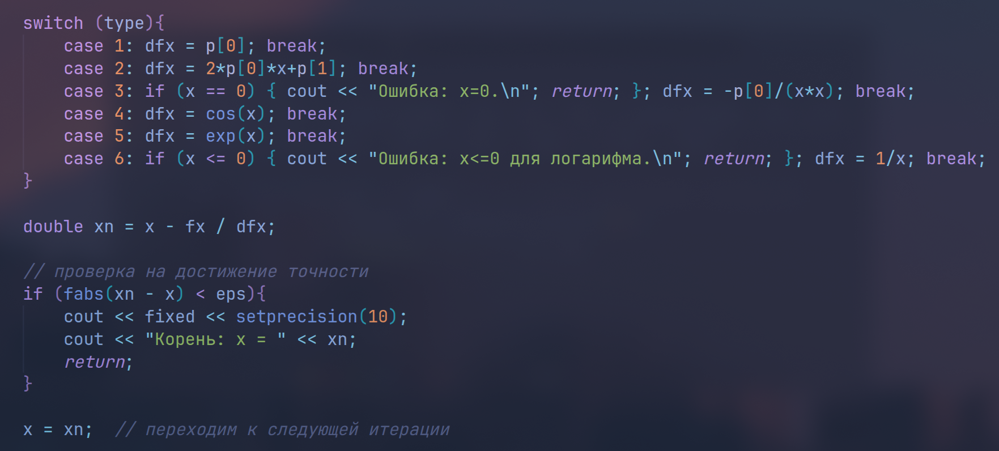 switch (type){
case 1: dfx = p[0]; break;
case 2: dfx = 2*p[0]*x+p[1]; break;
case 3: if (x == 0) { cout << "Ошибка: x=0.\n"; return; }; dfx = -p[0]/(x*x); break;
case 4: dfx = cos(x); break;
case 5: dfx = exp(x); break;
case 6: if (x <= 0) { cout << "Ошибка: x<=0 для логарифма.\n"; return; }; dfx = 1/x; break;
}
double xn = x - fx / dfx;
// проверка на достижение точности
if (fabs(xn - x) < eps){
cout << fixed << setprecision(10);
cout << "Корень: x = " << xn;
return;
}
x = xn;  // переходим к следующей итерации